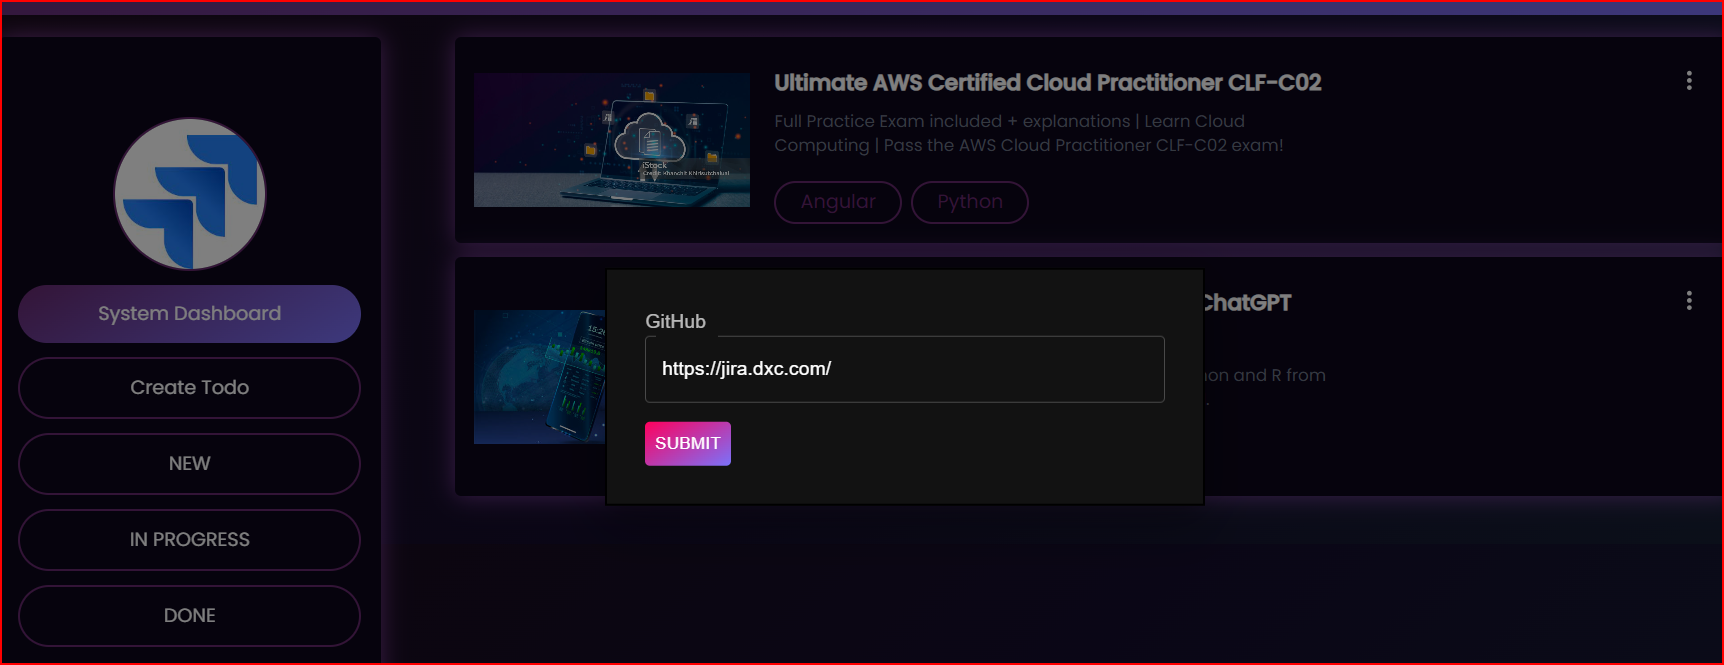 System Dashboard
Create Todo
NEW
IN PROGRESS
DONE
iStock
Ultimate AWS Certified Cloud Practitioner CLF-C02
Full Practice Exam included + explanations | Learn Cloud
Computing | Pass the AWS Cloud Practitioner CLF-C02 exam!
Angular
Python
ChatGPT
on and R from
GitHub
https://jira.dxc.com/
SUBMIT